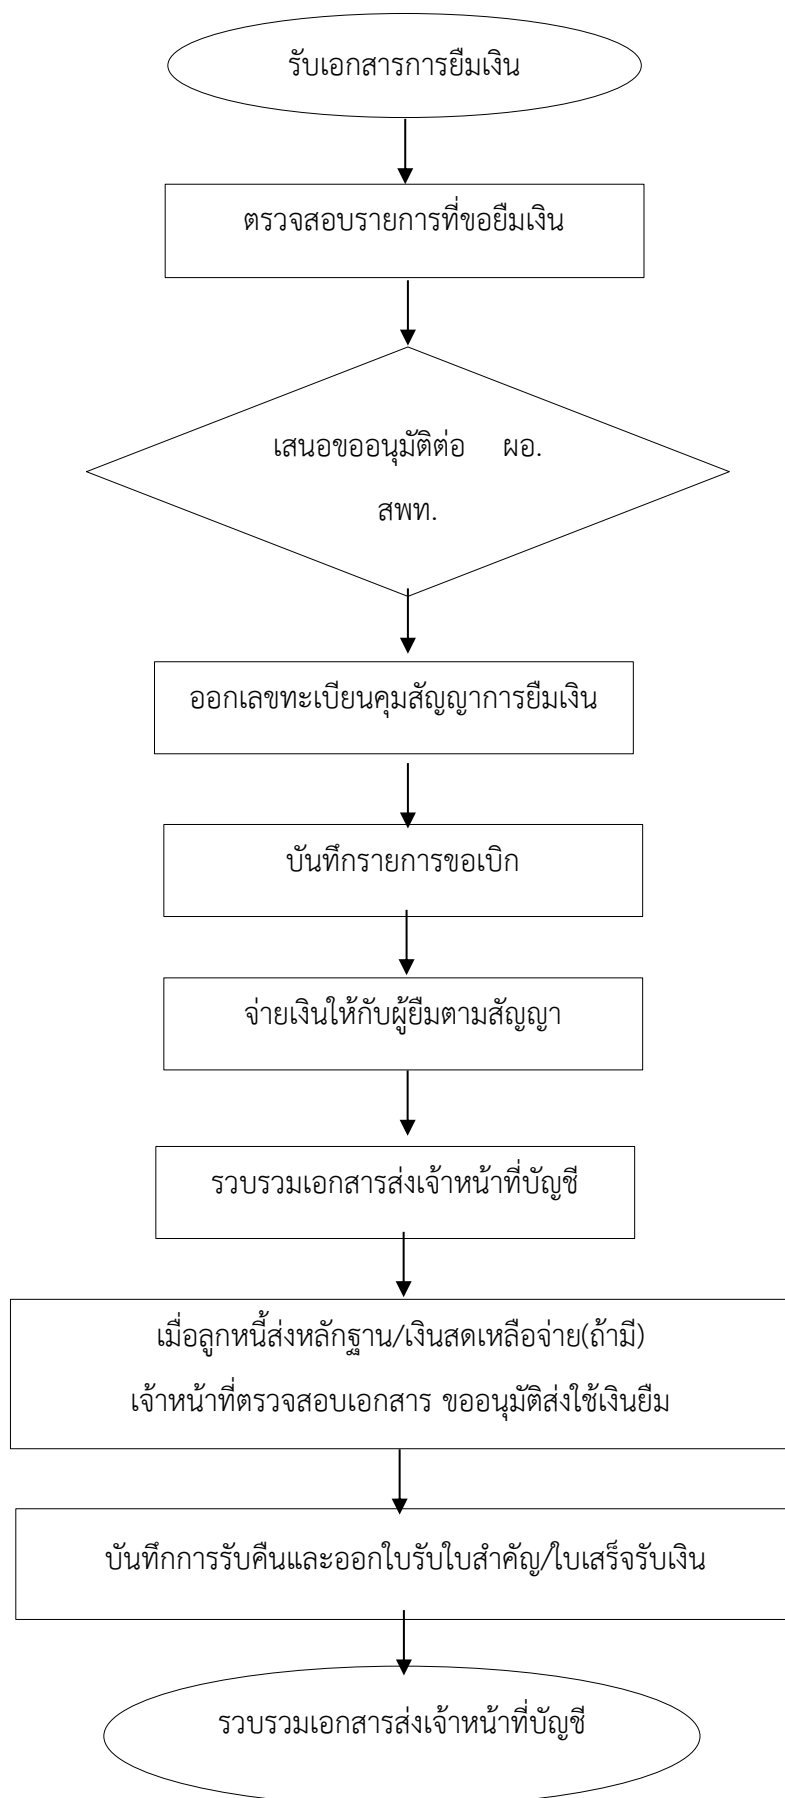 รับเอกสารการยืมเงิน
ตรวจสอบรายการที่ขอยืมเงิน
เสนอขออนุมัติต่อ ผอ.
สพท.
ออกเลขทะเบียนคุมสัญญาการยืมเงิน
บันทึกรายการขอเบิก
จ่ายเงินให้กับผู้ยืมตามสัญญา
รวบรวมเอกสารส่งเจ้าหน้าที่บัญชี
เมื่อลูกหนี้ส่งหลักฐาน/เงินสดเหลือจ่าย(ถ้ามี)
เจ้าหน้าที่ตรวจสอบเอกสาร ขออนุมัติส่งใช้เงินยืม
บันทึกการรับคืนและออกใบรับใบสำคัญ/ใบเสร็จรับเงิน
รวบรวมเอกสารส่งเจ้าหน้าที่บัญชี